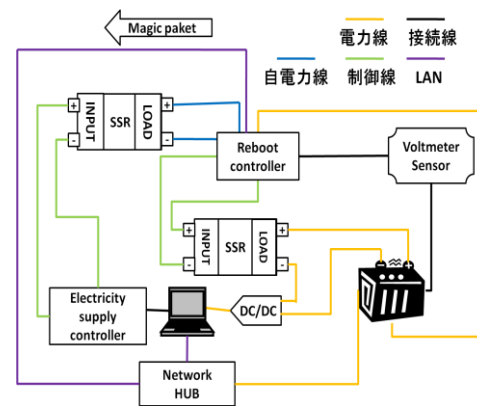 Magic paket
電力線 接続線
自電力線 制御線 LAN
+ INPUT SSR LOAD +
- -
Reboot
controller
Voltmeter
Sensor
+ INPUT SSR LOAD +
- -
- +
Electricity
supply
controller
DC/DC
Network
HUB